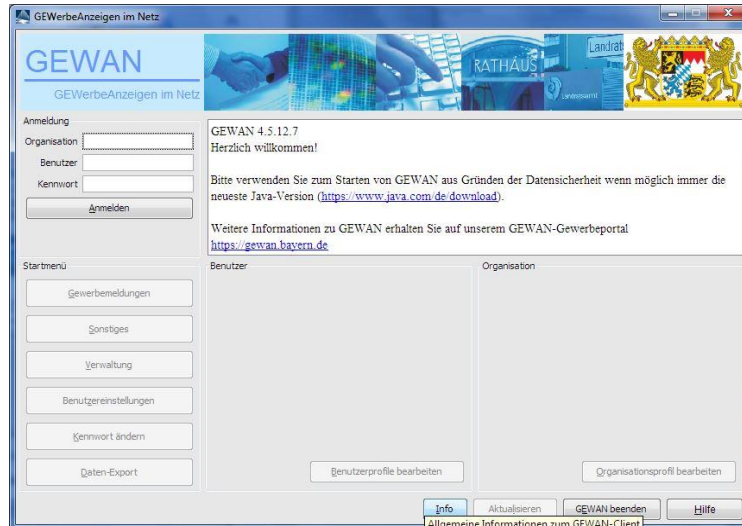 GEWerbeAnzeigen im Netz
GEWAN
GEWerbeAnzeigen im Netz
RATHAUS
Landrat
Landratsamt
Anmeldung
Organisation
Benutzer
Kennwort
Anmelden
GEWAN 4.5.12.7
Herzlich willkommen!
Bitte verwenden Sie zum Starten von GEWAN aus Gründen der Datensicherheit wenn möglich immer die
neueste Java-Version (https://www.java.com/de/download).
Weitere Informationen zu GEWAN erhalten Sie auf unserem GEWAN-Gewerbeportal
https://gewan.bayern.de
Startmenü
Gewerbemeldungen
Sonstiges
Verwaltung
Benutzereinstellungen
Kennwort ändern
Daten-Export
Benutzer
Benutzerprofile bearbeiten
Organisation
Organisationsprofil bearbeiten
Info
Aktualisieren
GEWAN beenden
Hilfe
Allgemeine Informationen zum GEWAN-Client